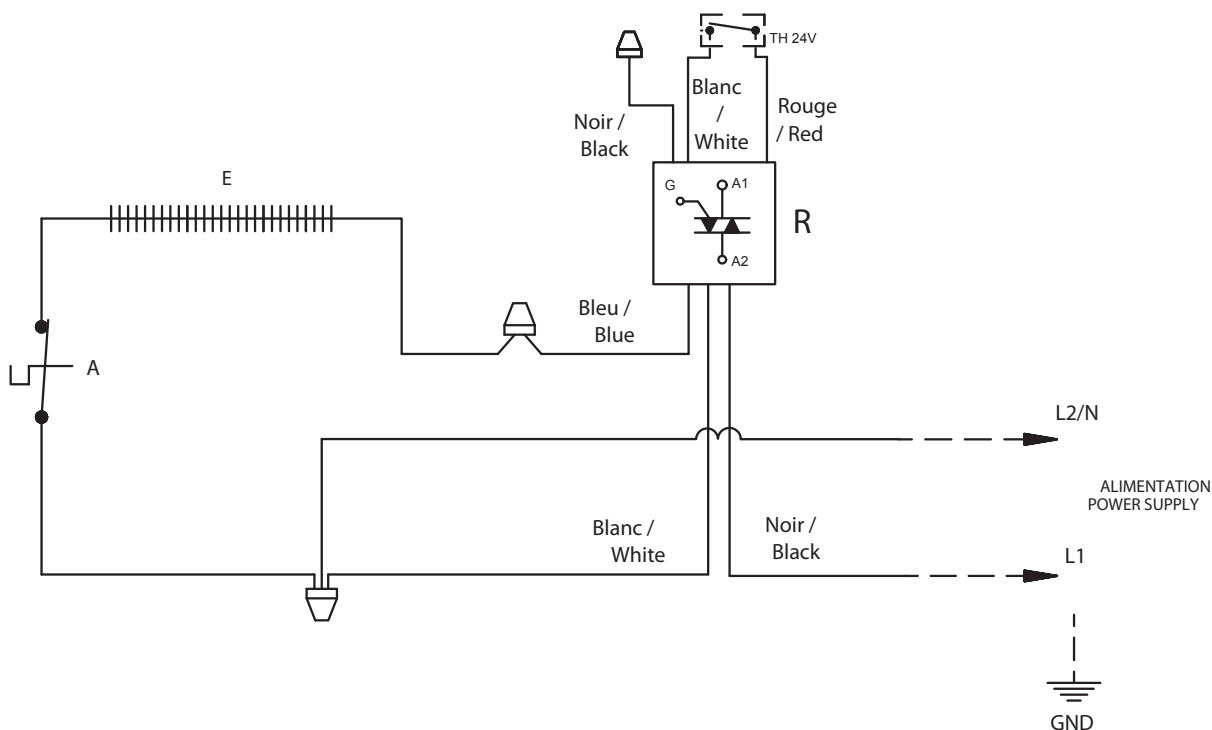 TH 24V
Blanc
/
White
Rouge
/ Red
Noir /
Black
E
G
A1
R
A2
Bleu /
Blue
A
L2/N
ALIMENTATION
POWER SUPPLY
Blanc /
White
Noir /
Black
L1
GND